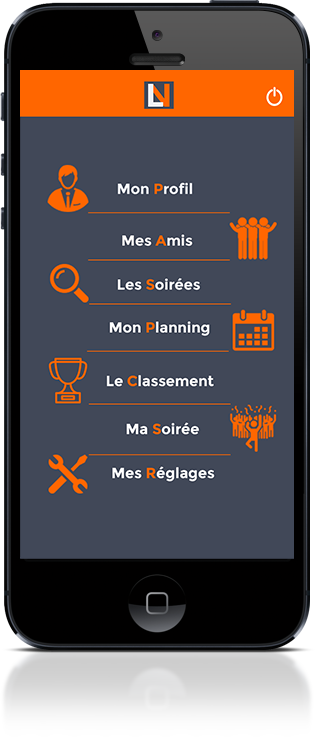 LN
Mon Profil
Mes Amis
Les Soirées
Mon Planning
Le Classement
Ma Soirée
Mes Réglages